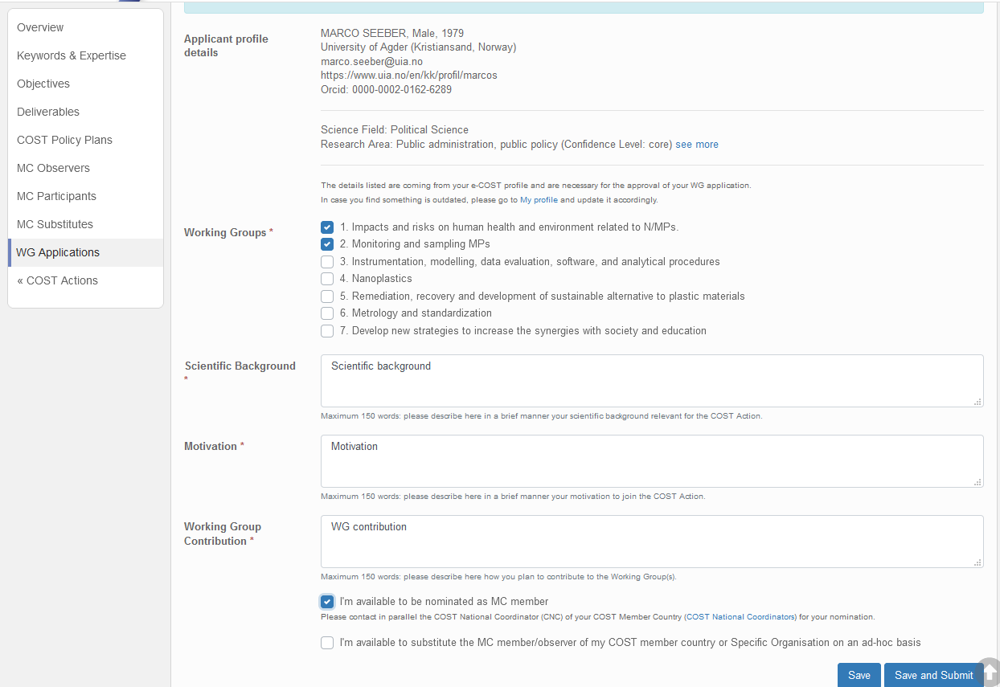 Overview
Keywords & Expertise
Objectives
Deliverables
COST Policy Plans
MC Observers
MC Participants
MC Substitutes
WG Applications
« COST Actions
Applicant profile
details
MARCO SEEBER, Male, 1979
University of Agder (Kristiansand, Norway)
marco.seeber@uia.no
https://www.uia.no/en/kk/profil/marcos
Orcid: 0000-0002-0162-6289
Science Field: Political Science
Research Area: Public administration, public policy (Confidence Level: core) see more
The details listed are coming from your e-COST profile and are necessary for the approval of your WG application.
In case you find something is outdated, please go to My profile and update it accordingly.
Working Groups *
1. Impacts and risks on human health and environment related to N/MPs.
2. Monitoring and sampling MPs
3. Instrumentation, modelling, data evaluation, software, and analytical procedures
4. Nanoplastics
5. Remediation, recovery and development of sustainable alternative to plastic materials
6. Metrology and standardization
7. Develop new strategies to increase the synergies with society and education
Scientific Background
*
Scientific background
Maximum 150 words: please describe here in a brief manner your scientific background relevant for the COST Action.
Motivation *
Motivation
Maximum 150 words: please describe here in a brief manner your motivation to join the COST Action.
Working Group
Contribution *
WG contribution
Maximum 150 words: please describe here how you plan to contribute to the Working Group(s).
I'm available to be nominated as MC member
Please contact in parallel the COST National Coordinator (CNC) of your COST Member Country (COST National Coordinators) for your nomination.
I'm available to substitute the MC member/observer of my COST member country or Specific Organisation on an ad-hoc basis
Save
Save and Submit